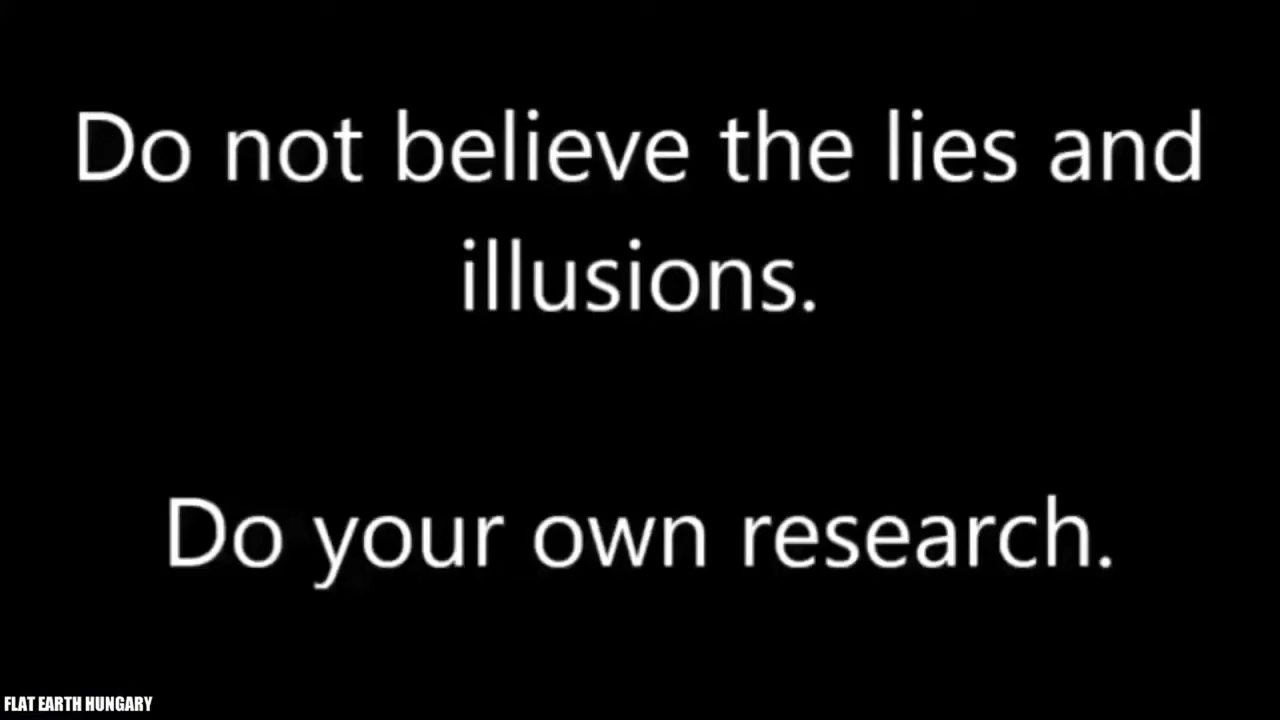 Do not believe the lies and
illusions.
Do your own research.
FLAT EARTH HUNGARY